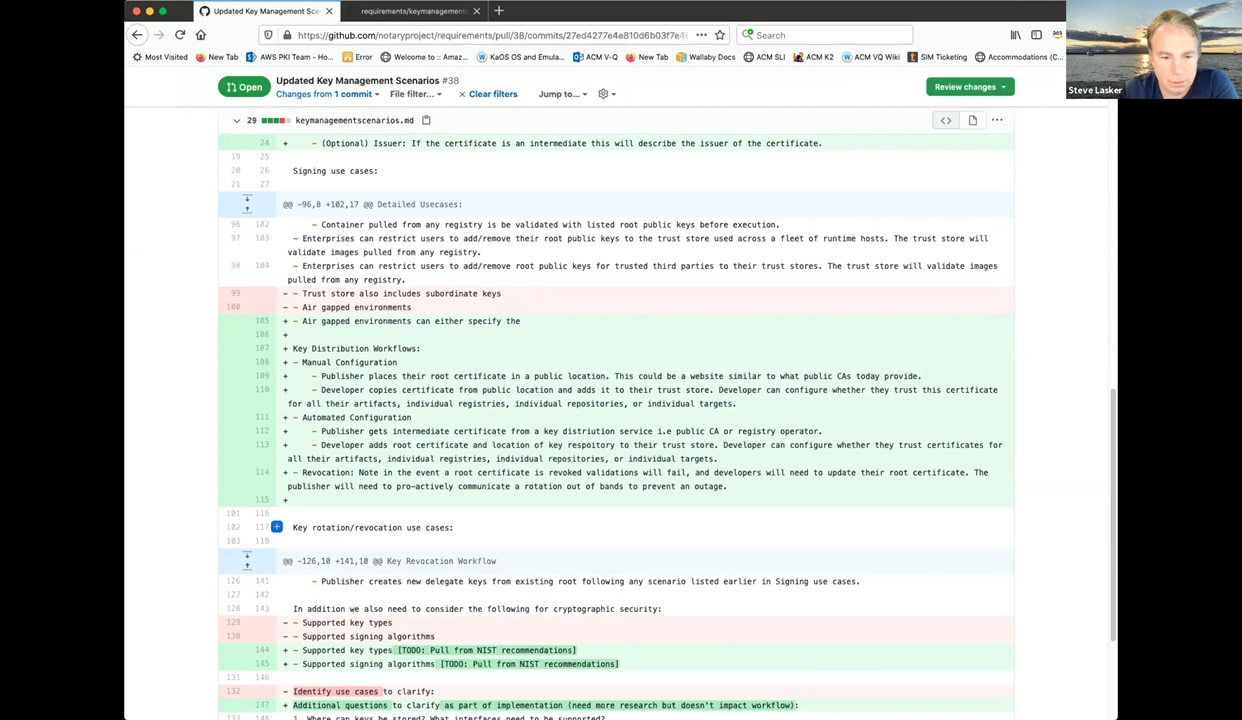 Updated Key Management Sce
requirements/keymanagements
https://github.com/notaryproject/requirements/pull/38/commits/27ed4277e4e810d6b03f7e4
Search
Most Visited
New Tab
AWS PKI Team - Hom
Error
Welcome :: Amaz...
KaOS OS and Emula...
ACM V-Q
New Tab
Wallaby Docs
ACM SLI
ACM K2
ACM VQ Wiki
SIM Ticketing
Accommodations (C...
Steve Lasker
Open
Updated Key Management Scenarios #38
Changes from 1 commit
File filter...
Clear filters
Jump to...
Review changes
29 keymanagementscenarios.md
24 + - (Optional) Issuer: If the certificate is an intermediate this will describe the issuer of the certificate.
19 25
20 26 Signing use cases:
21 27
@@ -96,8 +102,17 @@ Detailed Usecases:
96 102 - Container pulled from any registry is be validated with listed root public keys before execution.
97 103 - Enterprises can restrict users to add/remove their root public keys to the trust store used across a fleet of runtime hosts. The trust store will
validate images pulled from any registry.
98 104 - Enterprises can restrict users to add/remove root public keys for trusted third parties to their trust stores. The trust store will validate images
pulled from any registry.
99 - - Trust store also includes subordinate keys
100 - - Air gapped environments
105 + - Air gapped environments can either specify the
106 +
107 + Key Distribution Workflows:
108 + - Manual Configuration
109 + - Publisher places their root certificate in a public location. This could be a website similar to what public CAs today provide.
110 + - Developer copies certificate from public location and adds it to their trust store. Developer can configure whether they trust this certificate
for all their artifacts, individual registries, individual repositories, or individual targets.
111 + - Automated Configuration
112 + - Publisher gets intermediate certificate from a key distriution service i.e public CA or registry operator.
113 + - Developer adds root certificate and location of key respoitory to their trust store. Developer can configure whether they trust certificates for
all their artifacts, individual registries, individual repositories, or individual targets.
114 + - Revocation: Note in the event a root certificate is revoked validations will fail, and developers will need to update their root certificate. The
publisher will need to pro-actively communicate a rotation out of bands to prevent an outage.
115 +
101 116
102 117 Key rotation/revocation use cases:
103 118
@@ -126,10 +141,10 @@ Key Revocation Workflow
126 141 - Publisher creates new delegate keys from existing root following any scenario listed earlier in Signing use cases.
127 142
128 143 In addition we also need to consider the following for cryptographic security:
129 - - Supported key types
130 - - Supported signing algorithms
144 + - Supported key types [TODO: Pull from NIST recommendations]
145 + - Supported signing algorithms [TODO: Pull from NIST recommendations]
131 146
132 - Identify use cases to clarify:
147 + Additional questions to clarify as part of implementation (need more research but doesn't impact workflow):
133 148 1. Where can keys be stored? What interfaces need to be supported?